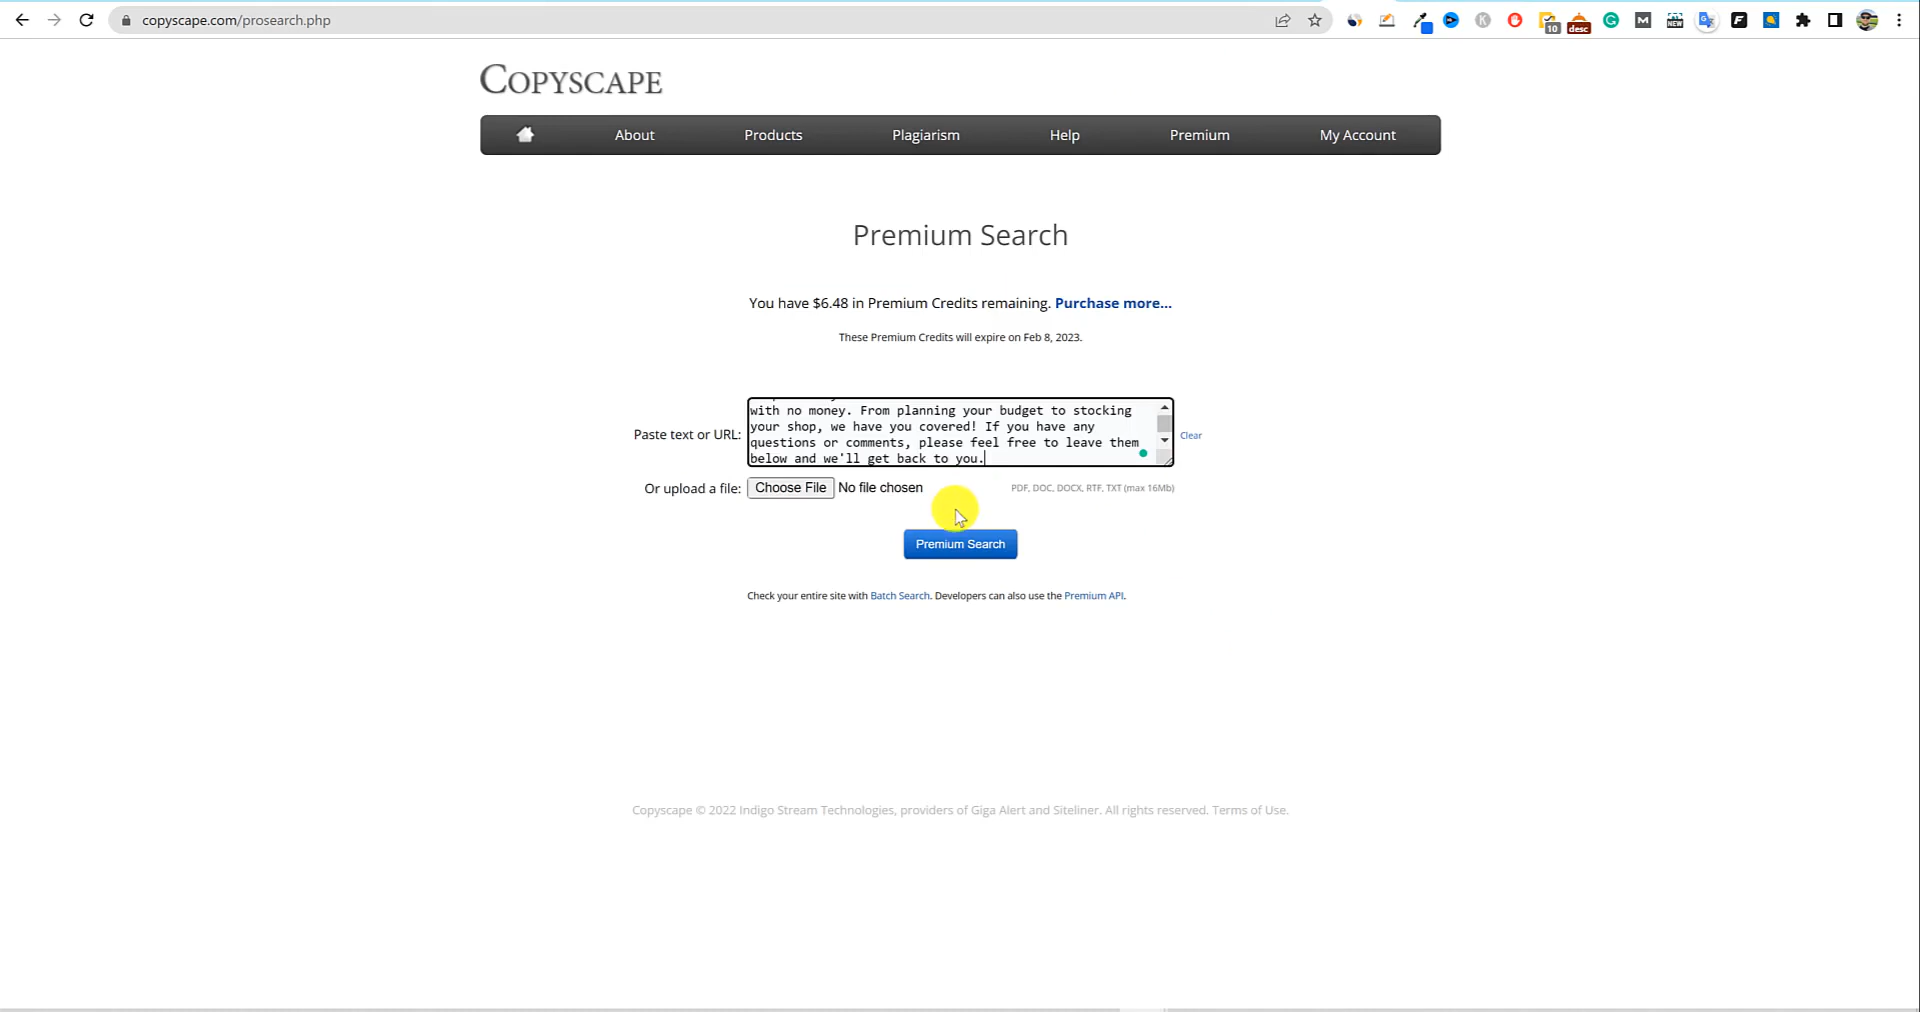 copyscape.com/prosearch.php
10
desc
K
G
M
NEW
G
F
COPYSCAPE
About
Products
Plagiarism
Help
Premium
My Account
Premium Search
You have $6.48 in Premium Credits remaining. Purchase more...
These Premium Credits will expire on Feb 8, 2023.
Paste text or URL:
with no money. From planning your budget to stocking
your shop, we have you covered! If you have any
questions or comments, please feel free to leave them
below and we'll get back to you.
Clear
Or upload a file:
Choose File No file chosen
PDF, DOC, DOCX, RTF, TXT (max 16Mb)
Premium Search
Check your entire site with Batch Search. Developers can also use the Premium API.
Copyscape © 2022 Indigo Stream Technologies, providers of Giga Alert and Siteliner. All rights reserved. Terms of Use.